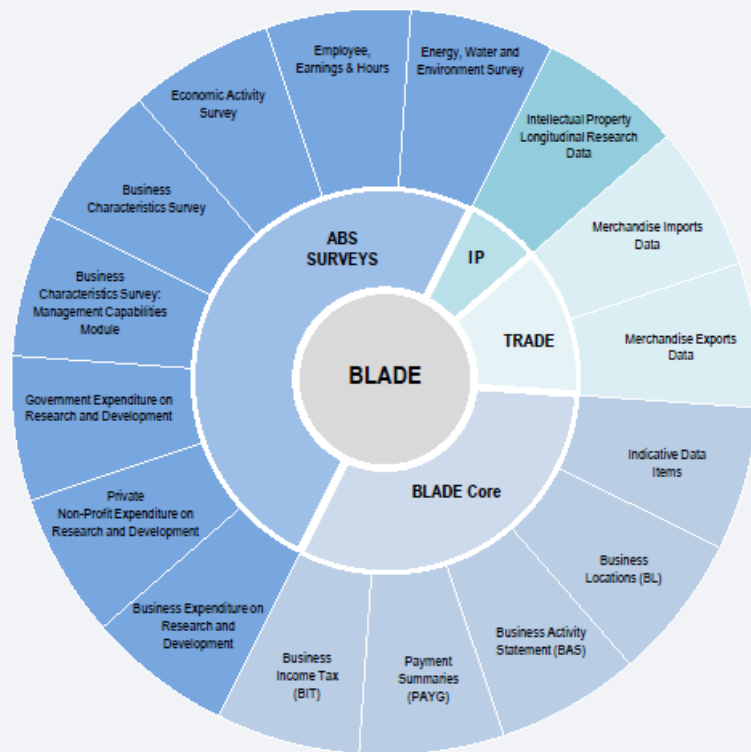 Employee,
Earnings & Hours
Energy, Water and
Environment Survey
Economic Activity
Survey
Intellectual Property
Longitudinal Research
Data
Business
Characteristics Survey
Merchandise Imports
Data
ABS
SURVEYS
IP
Business
Characteristics Survey:
Management Capabilities
Module
TRADE
Merchandise Exports
Data
BLADE
Government Expenditure on
Research and Development
Indicative Data
Items
BLADE Core
Private
Non-Profit Expenditure on
Research and Development
Business
Locations (BL)
Business Expenditure on
Research and
Development
Business Activity
Statement (BAS)
Business
Income Tax
(BIT)
Payment
Summaries
(PAYG)